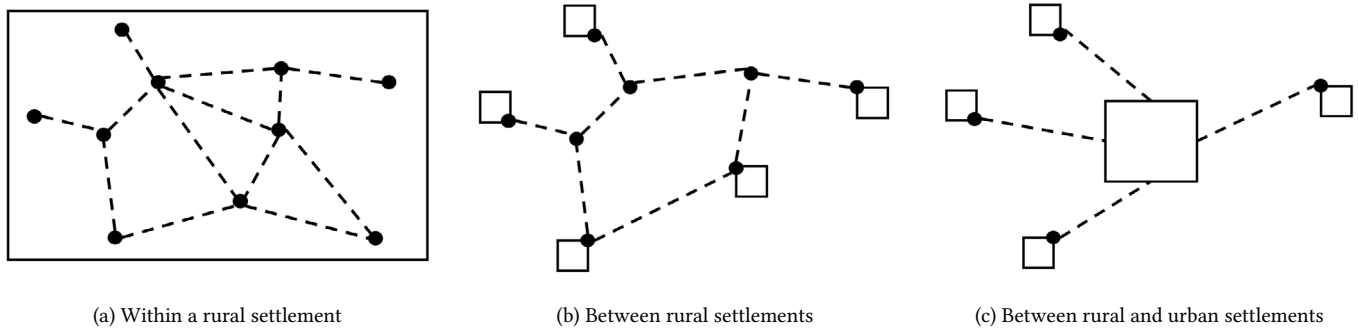 (a) Within a rural settlement
(b) Between rural settlements
(c) Between rural and urban settlements